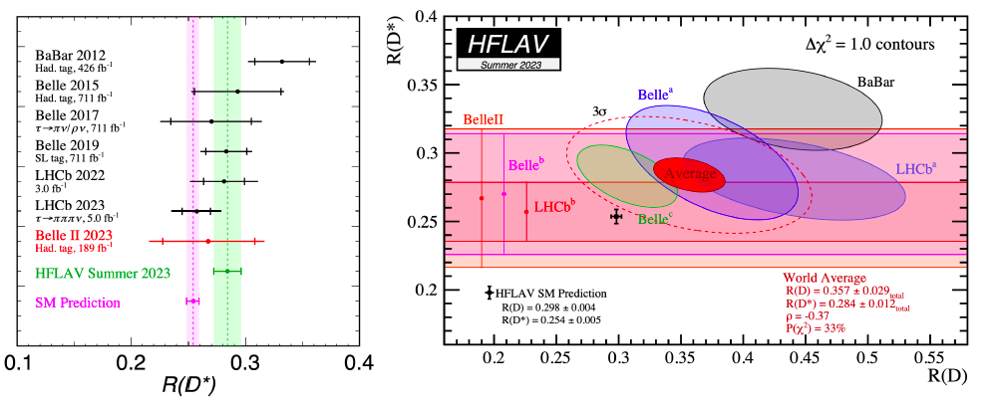 BaBar 2012
Had. tag, 426 fb⁻¹
Belle 2015
Had. tag, 711 fb⁻¹
Belle 2017
τ→πν/ρν, 711 fb⁻¹
Belle 2019
SL tag, 711 fb⁻¹
LHCb 2022
3.0 fb⁻¹
LHCb 2023
τ→πππν, 5.0 fb⁻¹
Belle II 2023
Had. tag, 189 fb⁻¹
HFLAV Summer 2023
SM Prediction
0.1 0.2 0.3 0.4
R(D*)
R(D*)
0.4
0.35
0.3
0.25
0.2
HFLAV
Summer 2023
Δχ² = 1.0 contours
BaBar
Belleᵃ
3σ
BelleII
Belleᵇ
LHCbᵃ
Average
LHCbᵇ
Belleᶜ
HFLAV SM Prediction
R(D) = 0.298 ± 0.004
R(D*) = 0.254 ± 0.005
World Average
R(D) = 0.357 ± 0.029 total
R(D*) = 0.284 ± 0.012 total
ρ = -0.37
P(χ²) = 33%
0.2 0.3 0.35 0.4 0.45 0.5 0.55
R(D)